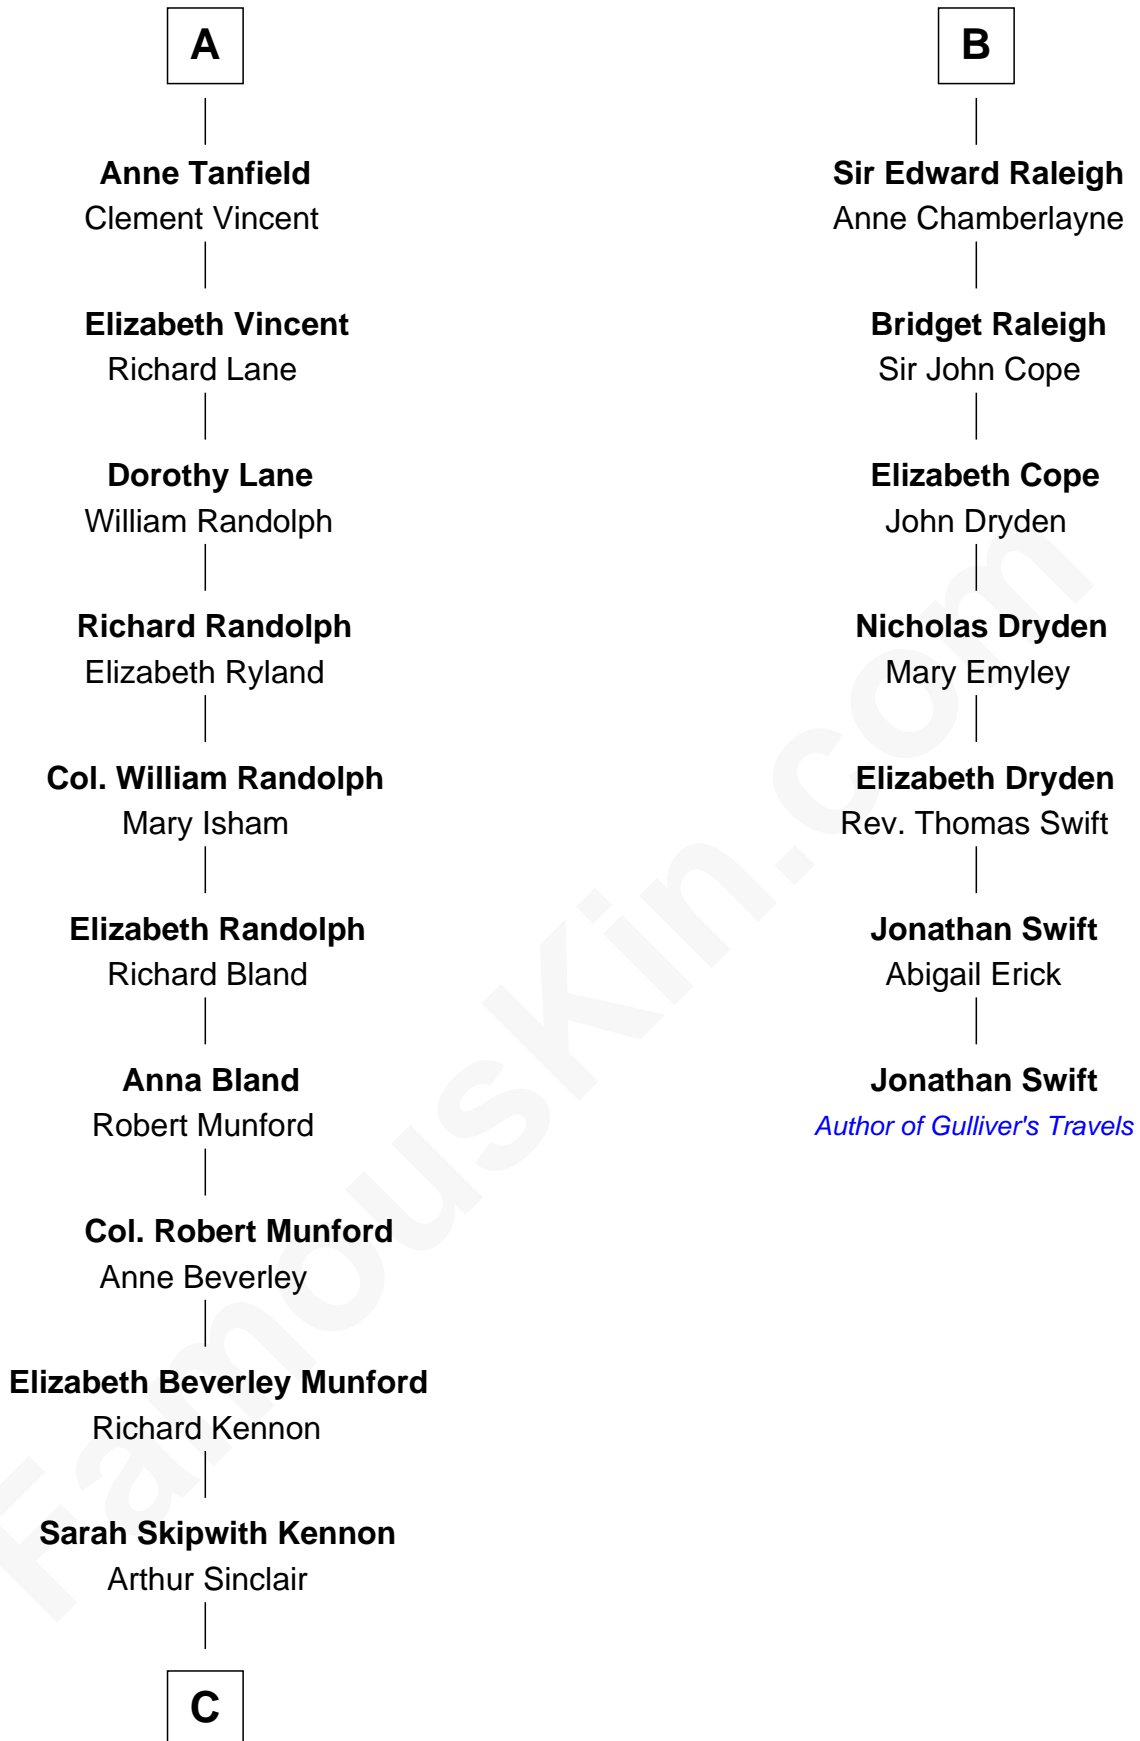 A
Anne Tanfield
Clement Vincent
Elizabeth Vincent
Richard Lane
Dorothy Lane
William Randolph
Richard Randolph
Elizabeth Ryland
Col. William Randolph
Mary Isham
Elizabeth Randolph
Richard Bland
Anna Bland
Robert Munford
Col. Robert Munford
Anne Beverley
Elizabeth Beverley Munford
Richard Kennon
Sarah Skipwith Kennon
Arthur Sinclair
C
B
Sir Edward Raleigh
Anne Chamberlayne
Bridget Raleigh
Sir John Cope
Elizabeth Cope
John Dryden
Nicholas Dryden
Mary Emyley
Elizabeth Dryden
Rev. Thomas Swift
Jonathan Swift
Abigail Erick
Jonathan Swift
Author of Gulliver's Travels
FamousKin.com